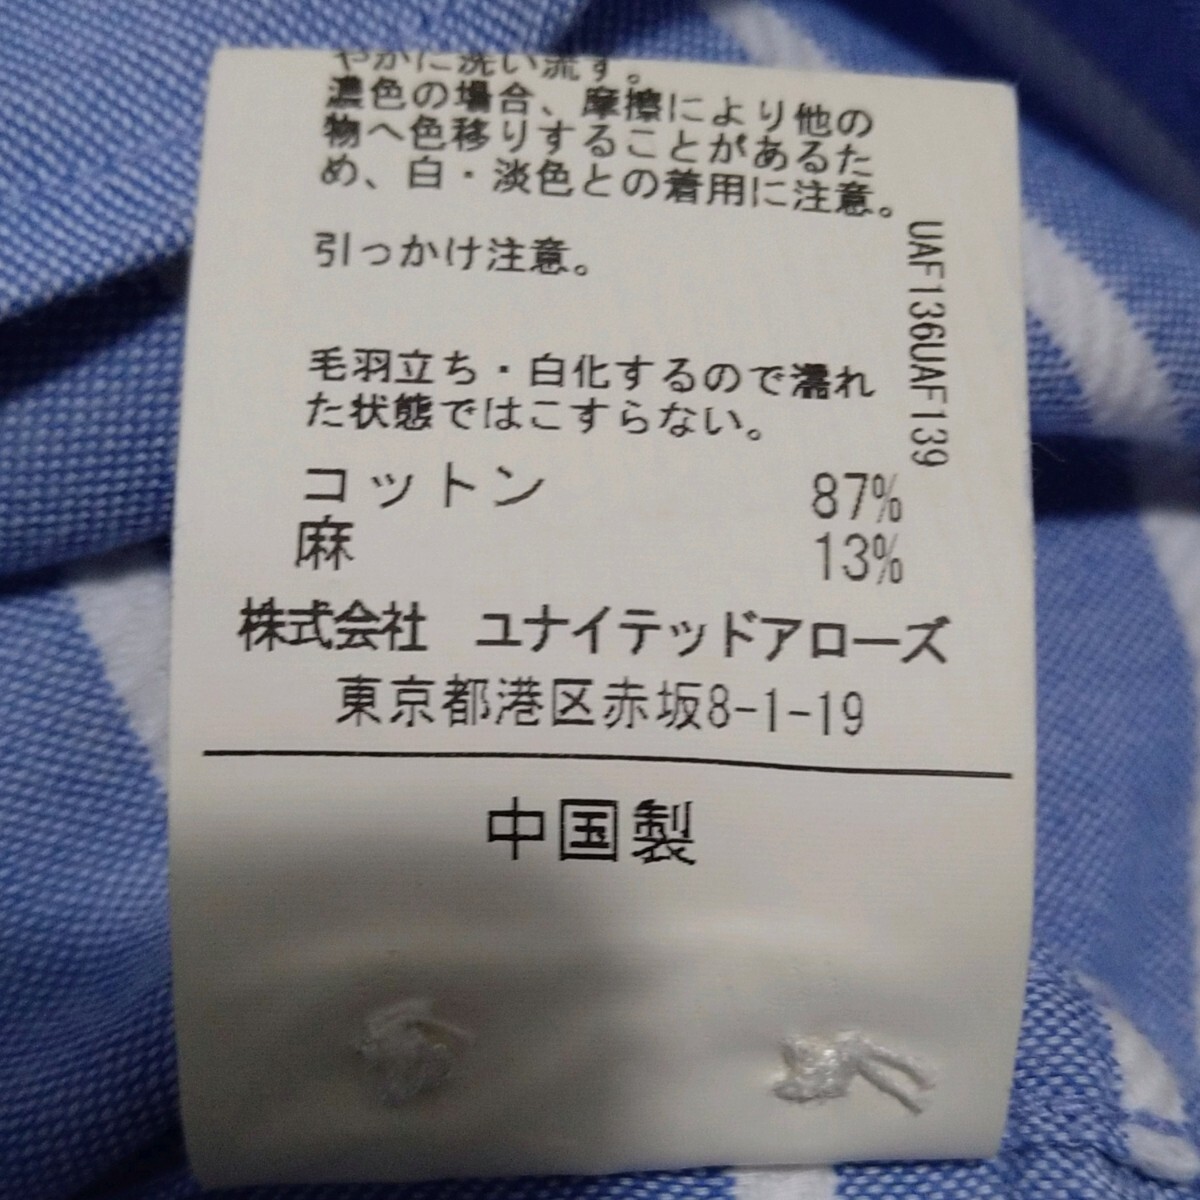 やかに洗い流す。
濃色の場合、摩擦により他の
物へ色移りすることがあるた
め、白・淡色との着用に注意。
引っかけ注意。
毛羽立ち・白化するので濡れ
た状態ではこすらない。
コットン 87%
麻 13%
株式会社 ユナイテッドアローズ
東京都港区赤坂8-1-19
中国製
UAF136UAF139